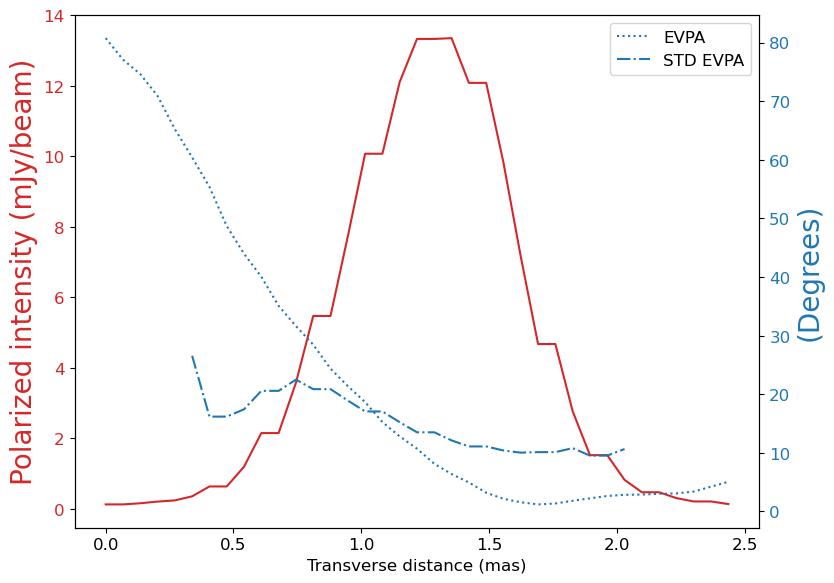 14
12
10
8
6
4
2
0
Polarized intensity (mJy/beam)
EVPA
STD EVPA
80
70
60
50
40
30
20
10
0
(Degrees)
0.0 0.5 1.0 1.5 2.0 2.5
Transverse distance (mas)